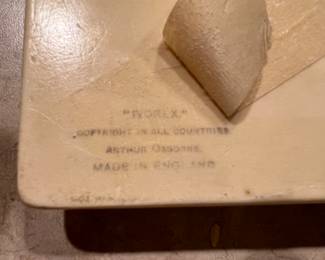 "IVOREX."
COPYRIGHT IN ALL COUNTRIES
ARTHUR OSBORNE.
MADE IN ENGLAND